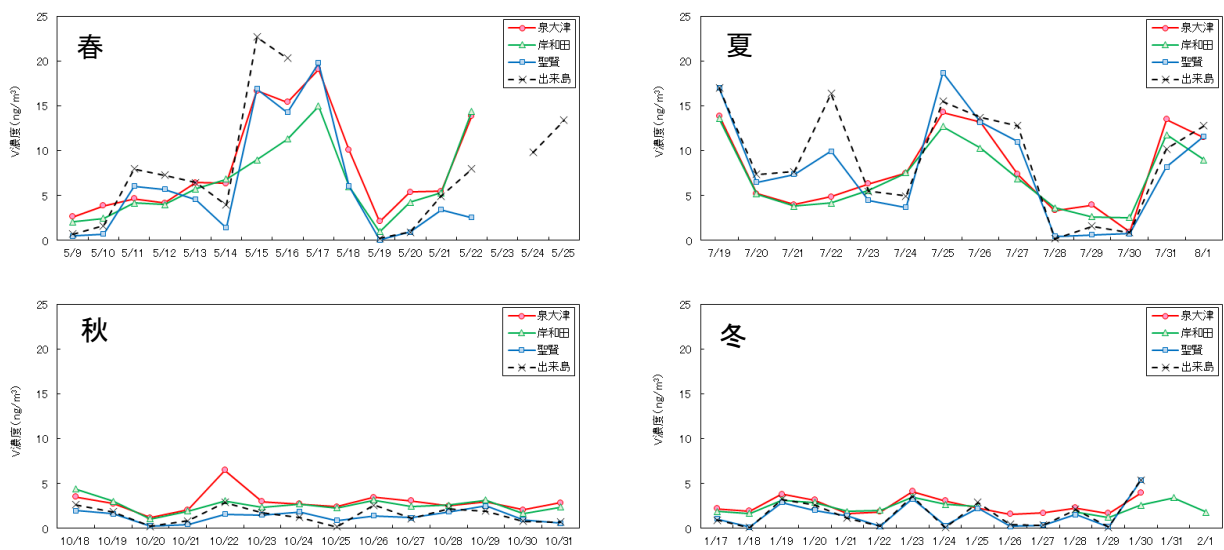 春
V濃度(ng/m³)
25
20
15
10
5
0
5/9 5/10 5/11 5/12 5/13 5/14 5/15 5/16 5/17 5/18 5/19 5/20 5/21 5/22 5/23 5/24 5/25
泉大津
岸和田
聖賢
出来島
夏
V濃度(ng/m³)
25
20
15
10
5
0
7/19 7/20 7/21 7/22 7/23 7/24 7/25 7/26 7/27 7/28 7/29 7/30 7/31 8/1
泉大津
岸和田
聖賢
出来島
秋
V濃度(ng/m³)
25
20
15
10
5
0
10/18 10/19 10/20 10/21 10/22 10/23 10/24 10/25 10/26 10/27 10/28 10/29 10/30 10/31
泉大津
岸和田
聖賢
出来島
冬
V濃度(ng/m³)
25
20
15
10
5
0
1/17 1/18 1/19 1/20 1/21 1/22 1/23 1/24 1/25 1/26 1/27 1/28 1/29 1/30 1/31 2/1
泉大津
岸和田
聖賢
出来島